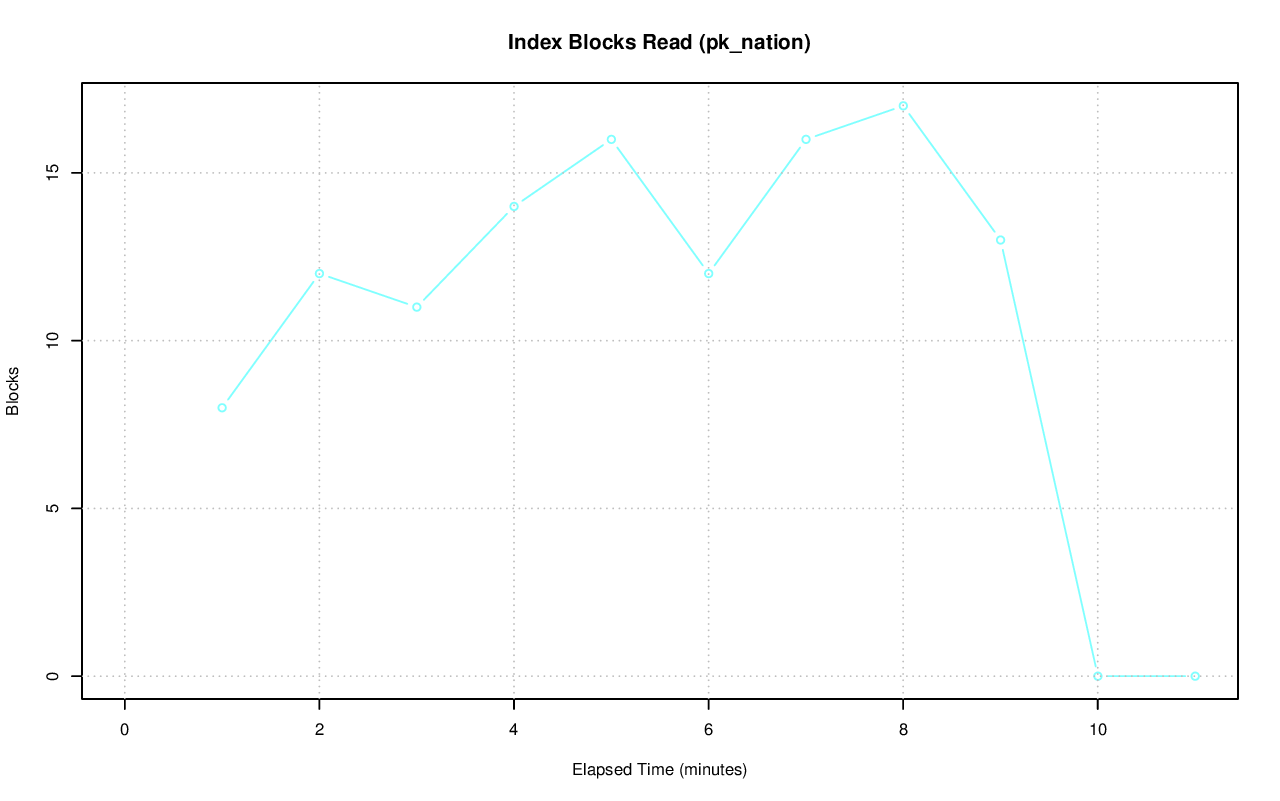 Index Blocks Read (pk_nation)
Blocks
15
10
5
0
0 2 4 6 8 10
Elapsed Time (minutes)